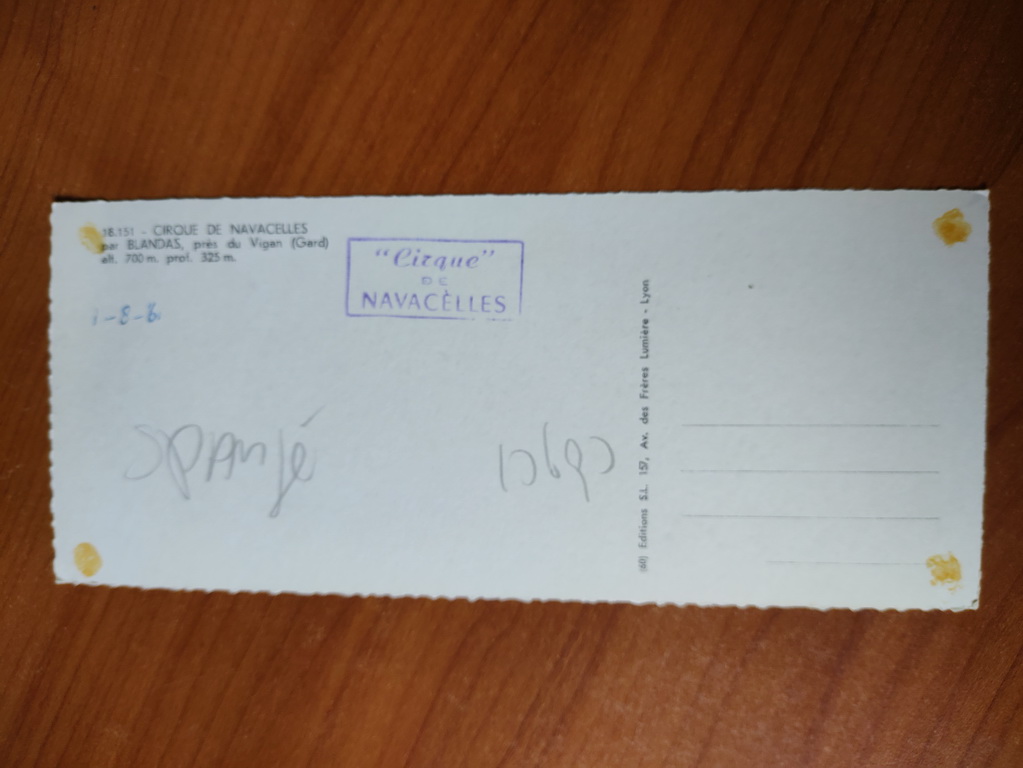 18.151 - CIRQUE DE NAVACELLES
par BLANDAS, près du Vigan (Gard)
alt. 700 m. prof. 325 m.
"Cirque"
DE
NAVACÈLLES
(60) Editions S.L. 157, Av. des Frères Lumière - Lyon